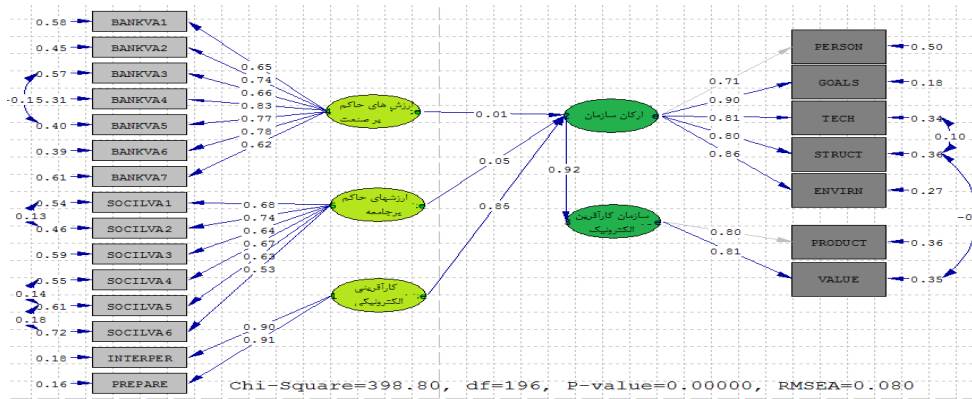 0.58 BANKVA1
0.45 BANKVA2
0.57 BANKVA3
-0.15 .31 BANKVA4
0.40 BANKVA5
0.39 BANKVA6
0.61 BANKVA7
0.54 SOCILVA1
0.13
0.46 SOCILVA2
0.59 SOCILVA3
0.55 SOCILVA4
0.14
0.61 SOCILVA5
0.18
0.72 SOCILVA6
0.18 INTERPER
0.16 PREPARE
0.65
0.74
0.66
0.83
0.77
0.78
0.62
0.68
0.74
0.64
0.67
0.63
0.53
0.90
0.91
ارزش های حاکم
بر صنعت
ارزشهای حاکم
برجامعه
کارآفرینی
الکترونیکی
0.01
0.05
0.85
ارکان سازمان
0.92
سازمان کارآفرین
الکترونیک
0.71
0.90
0.81
0.80
0.86
0.80
0.81
PERSON 0.50
GOALS 0.18
TECH 0.34
0.10
STRUCT 0.36
ENVIRN 0.27
PRODUCT 0.36
VALUE 0.35
Chi-Square=398.80, df=196, P-value=0.00000, RMSEA=0.080